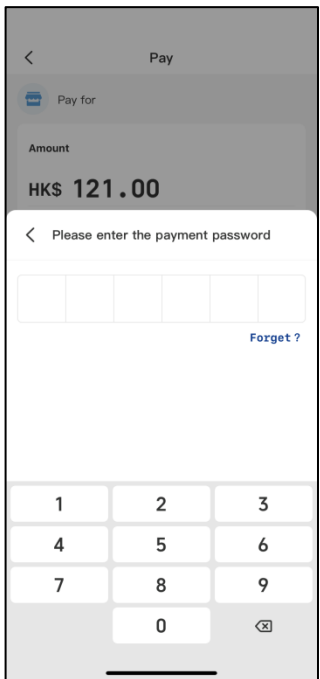 Pay
Pay for
Amount
HK$ 121.00
Please enter the payment password
Forget ?
1 2 3
4 5 6
7 8 9
0